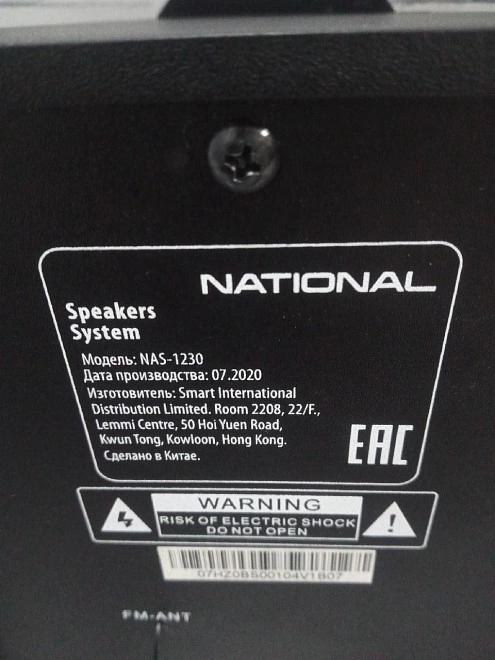 NATIONAL
Speakers
System
Модель: NAS-1230
Дата производства: 07.2020
Изготовитель: Smart International
Distribution Limited. Room 2208, 22/F.,
Lemmi Centre, 50 Hoi Yuen Road,
Kwun Tong, Kowloon, Hong Kong.
Сделано в Китае.
EAC
WARNING
RISK OF ELECTRIC SHOCK
DO NOT OPEN
07HZ0BS00104V1B07
FM-ANT